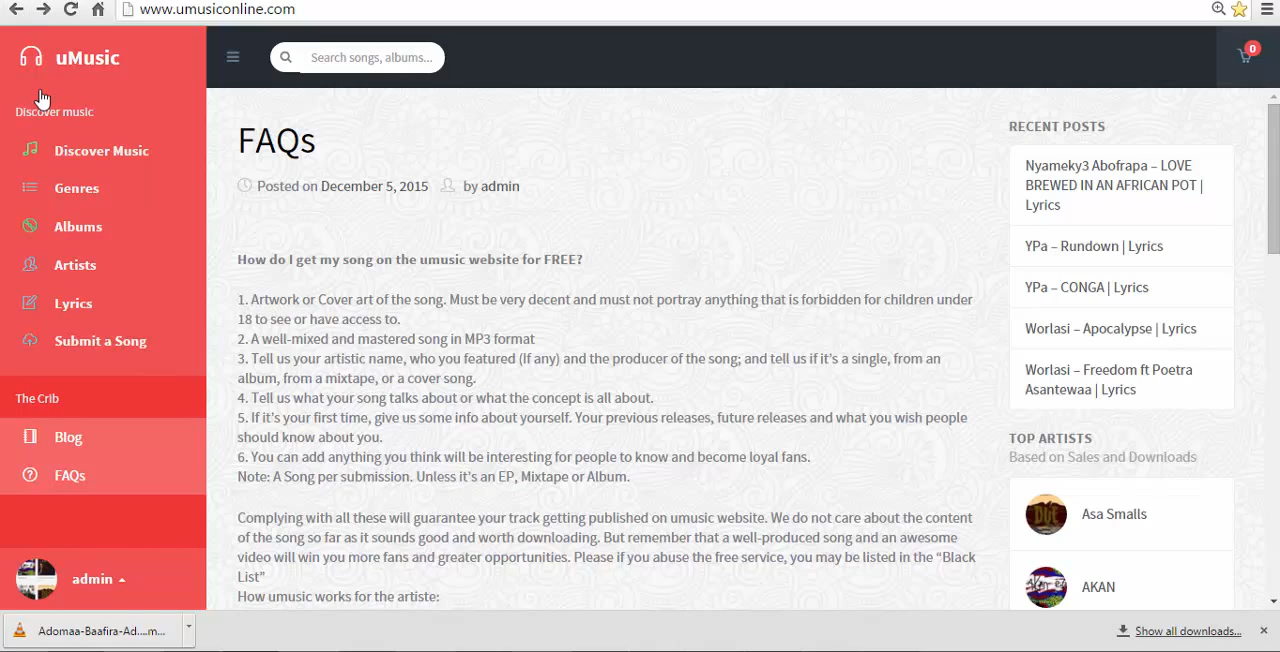 www.umusiconline.com
uMusic
Search songs, albums...
0
Discover music
Discover Music
Genres
Albums
Artists
Lyrics
Submit a Song
The Crib
Blog
FAQs
admin
FAQs
Posted on December 5, 2015 by admin
How do I get my song on the umusic website for FREE?
1. Artwork or Cover art of the song. Must be very decent and must not portray anything that is forbidden for children under
18 to see or have access to.
2. A well-mixed and mastered song in MP3 format
3. Tell us your artistic name, who you featured (If any) and the producer of the song; and tell us if it's a single, from an
album, from a mixtape, or a cover song.
4. Tell us what your song talks about or what the concept is all about.
5. If it's your first time, give us some info about yourself. Your previous releases, future releases and what you wish people
should know about you.
6. You can add anything you think will be interesting for people to know and become loyal fans.
Note: A Song per submission. Unless it's an EP, Mixtape or Album.
Complying with all these will guarantee your track getting published on umusic website. We do not care about the content
of the song so far as it sounds good and worth downloading. But remember that a well-produced song and an awesome
video will win you more fans and greater opportunities. Please if you abuse the free service, you may be listed in the "Black
List"
How umusic works for the artiste:
RECENT POSTS
Nyameky3 Abofrapa – LOVE
BREWED IN AN AFRICAN POT |
Lyrics
YPa – Rundown | Lyrics
YPa – CONGA | Lyrics
Worlasi – Apocalypse | Lyrics
Worlasi – Freedom ft Poetra
Asantewaa | Lyrics
TOP ARTISTS
Based on Sales and Downloads
Asa Smalls
AKAN
Adomaa-Baafira-Ad....m...
Show all downloads...